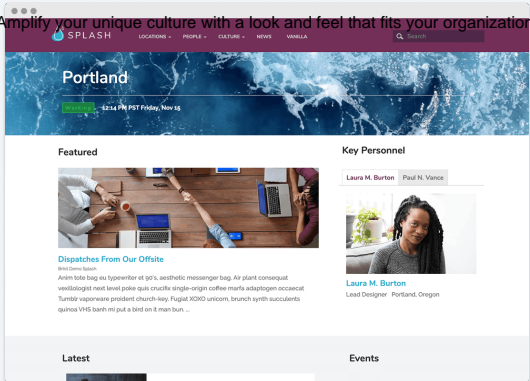 Amplify your unique culture with a look and feel that fits your organization
SPLASH LOCATIONS PEOPLE CULTURE NEWS VANILLA Search
Portland
Working 12:14 PM PST Friday, Nov 15
Featured
Key Personnel
Laura M. Burton Paul N. Vance
Dispatches From Our Offsite
Brkit Demo Splash
Anim tote bag eu typewriter et 90's, aesthetic messenger bag. Air plant consequat
vexillologist next level poke quis crucifix single-origin coffee marfa adaptogen occaecat
Tumblr vaporware proident church-key. Fugiat XOXO unicorn, brunch synth succulents
quinoa VHS banh mi put a bird on it man bun. ...
Laura M. Burton
Lead Designer Portland, Oregon
Latest
Events